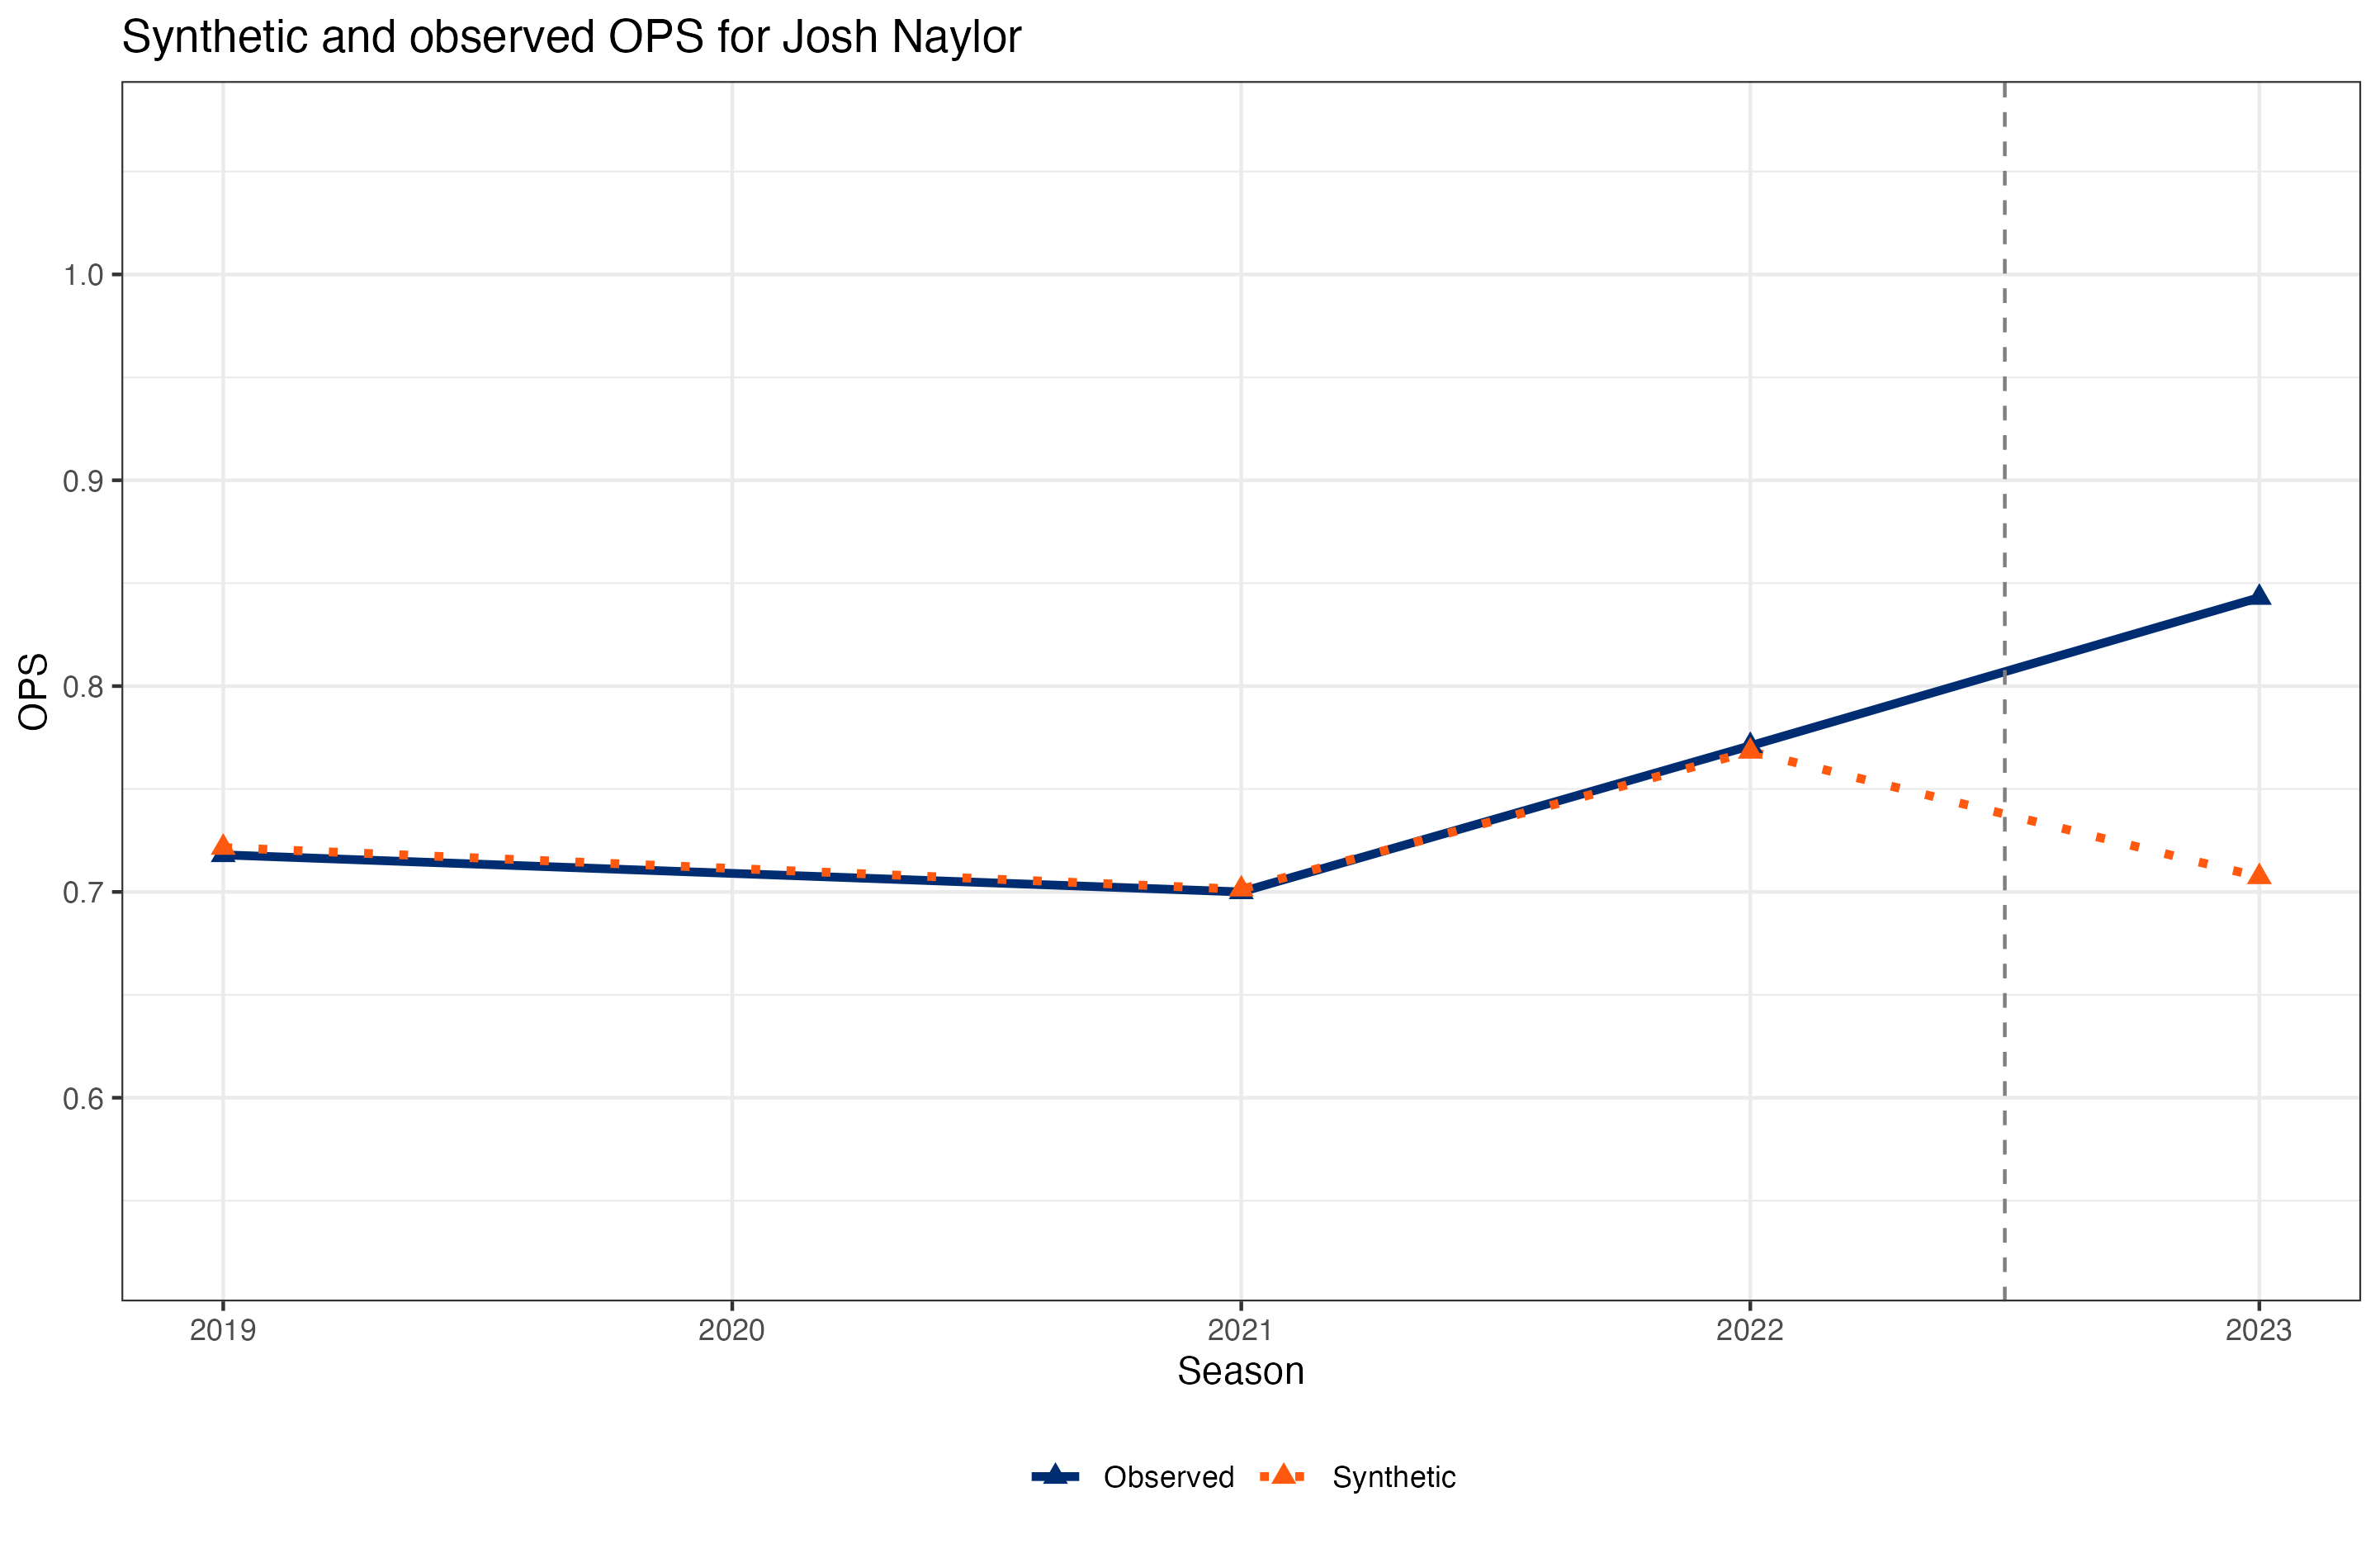 Synthetic and observed OPS for Josh Naylor
1.0
0.9
0.8
0.7
0.6
OPS
2019 2020 2021 2022 2023
Season
Observed Synthetic